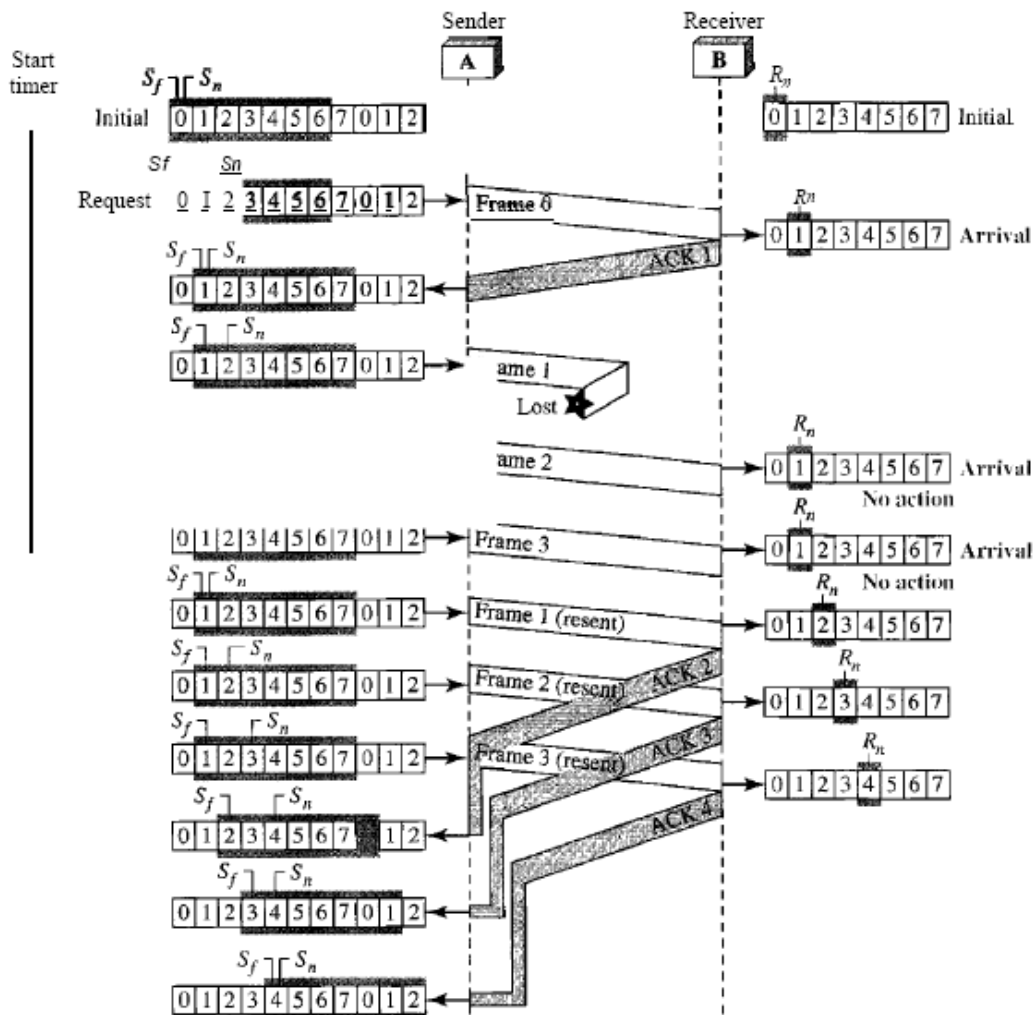 Sender Receiver
Start timer
A B
Sf Sn Rn
Initial 0 1 2 3 4 5 6 7 0 1 2 0 1 2 3 4 5 6 7 Initial
Sf Sn
Request 0 1 2 3 4 5 6 7 0 1 2 Frame 0 Rn
0 1 2 3 4 5 6 7 Arrival
Sf Sn ACK 1
0 1 2 3 4 5 6 7 0 1 2
Sf Sn
0 1 2 3 4 5 6 7 0 1 2 ame 1
Lost
Rn
ame 2 0 1 2 3 4 5 6 7 Arrival
No action
Rn
0 1 2 3 4 5 6 7 0 1 2 Frame 3 0 1 2 3 4 5 6 7 Arrival
No action
Sf Sn Rn
0 1 2 3 4 5 6 7 0 1 2 Frame 1 (resent) 0 1 2 3 4 5 6 7
Sf Sn ACK 2 Rn
0 1 2 3 4 5 6 7 0 1 2 Frame 2 (resent) 0 1 2 3 4 5 6 7
Sf Sn ACK 3 Rn
0 1 2 3 4 5 6 7 0 1 2 Frame 3 (resent) 0 1 2 3 4 5 6 7
Sf Sn ACK 4
0 1 2 3 4 5 6 7 1 2
Sf Sn
0 1 2 3 4 5 6 7 0 1 2
Sf Sn
0 1 2 3 4 5 6 7 0 1 2